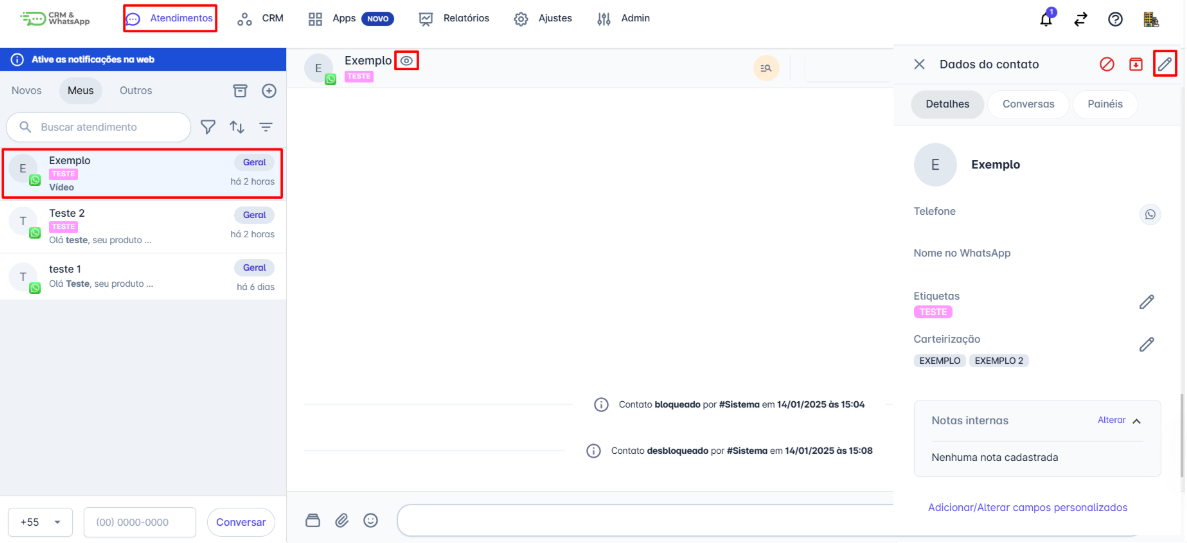 CRM &
WhatsApp
Atendimentos
CRM
Apps NOVO
Relatórios
Ajustes
Admin
1
Ative as notificações na web
Novos
Meus
Outros
Buscar atendimento
E
Exemplo
Geral
TESTE
Vídeo
há 2 horas
T
Teste 2
Geral
TESTE
Olá teste, seu produto ...
há 2 horas
T
teste 1
Geral
Olá Teste, seu produto ...
há 6 dias
+55
(00) 0000-0000
Conversar
E
Exemplo
TESTE
Contato bloqueado por #Sistema em 14/01/2025 às 15:04
Contato desbloqueado por #Sistema em 14/01/2025 às 15:08
Dados do contato
Detalhes
Conversas
Painéis
E
Exemplo
Telefone
Nome no WhatsApp
Etiquetas
TESTE
Carteirização
EXEMPLO
EXEMPLO 2
Notas internas
Alterar
Nenhuma nota cadastrada
Adicionar/Alterar campos personalizados